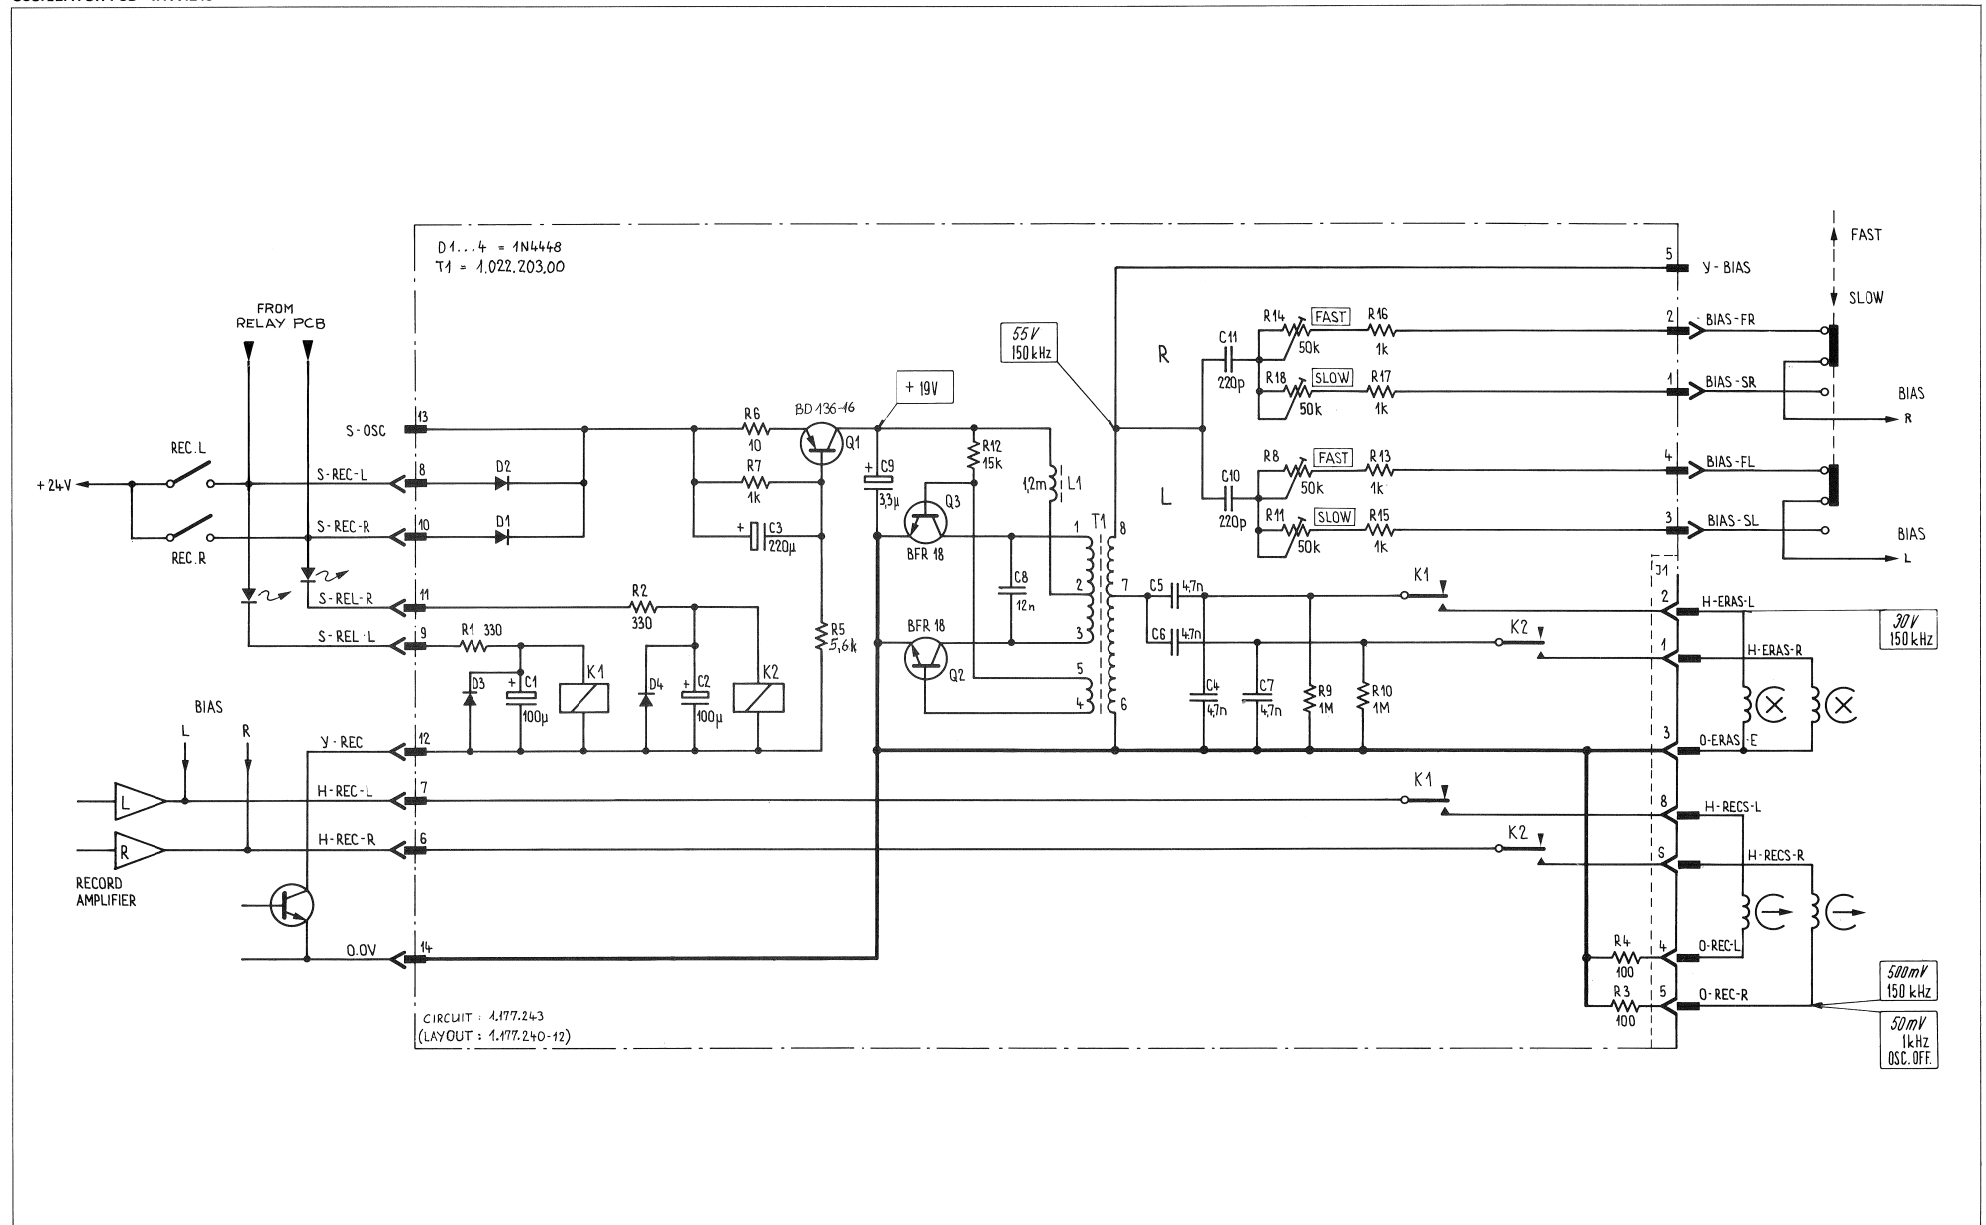 D1...4 = 1N4448
T1 = 1.022.203.00
FROM
RELAY PCB
FAST
SLOW
5
Y-BIAS
55V
150kHz
R
C11
220p
R14
FAST
50k
R16
1k
2
BIAS-FR
R18
SLOW
50k
R17
1k
1
BIAS-SR
BIAS
R
+ 19V
S-OSC
13
R6
10
BD136-16
Q1
R7
1k
+
C3
220µ
+
C9
3,3µ
R12
15k
1,2m
L1
L
C10
220p
R8
FAST
50k
R13
1k
4
BIAS-FL
R11
SLOW
50k
R15
1k
3
BIAS-SL
BIAS
L
REC.L
+24V
REC.R
S-REC-L
8
D2
S-REC-R
10
D1
Q3
BFR 18
C8
12n
1
2
3
5
4
T1
8
7
6
BFR 18
Q2
S-REL-R
11
R2
330
S-REL-L
9
R1 330
R5
5,6k
D3
+
C1
100µ
K1
D4
+
C2
100µ
K2
C5
4,7n
C6
4,7n
C4
4,7n
C7
4,7n
R9
1M
R10
1M
K1
K2
J1
2
H-ERAS-L
1
H-ERAS-R
3
0-ERAS-E
30V
150kHz
BIAS
L
R
Y-REC
12
L
H-REC-L
7
R
H-REC-R
6
RECORD
AMPLIFIER
0.0V
14
K1
8
H-RECS-L
K2
H-RECS-R
R4
100
4
0-REC-L
R3
100
5
0-REC-R
500mV
150 kHz
50mV
1kHz
OSC.OFF.
CIRCUIT : 1.177.243
(LAYOUT : 1.177.240-12)